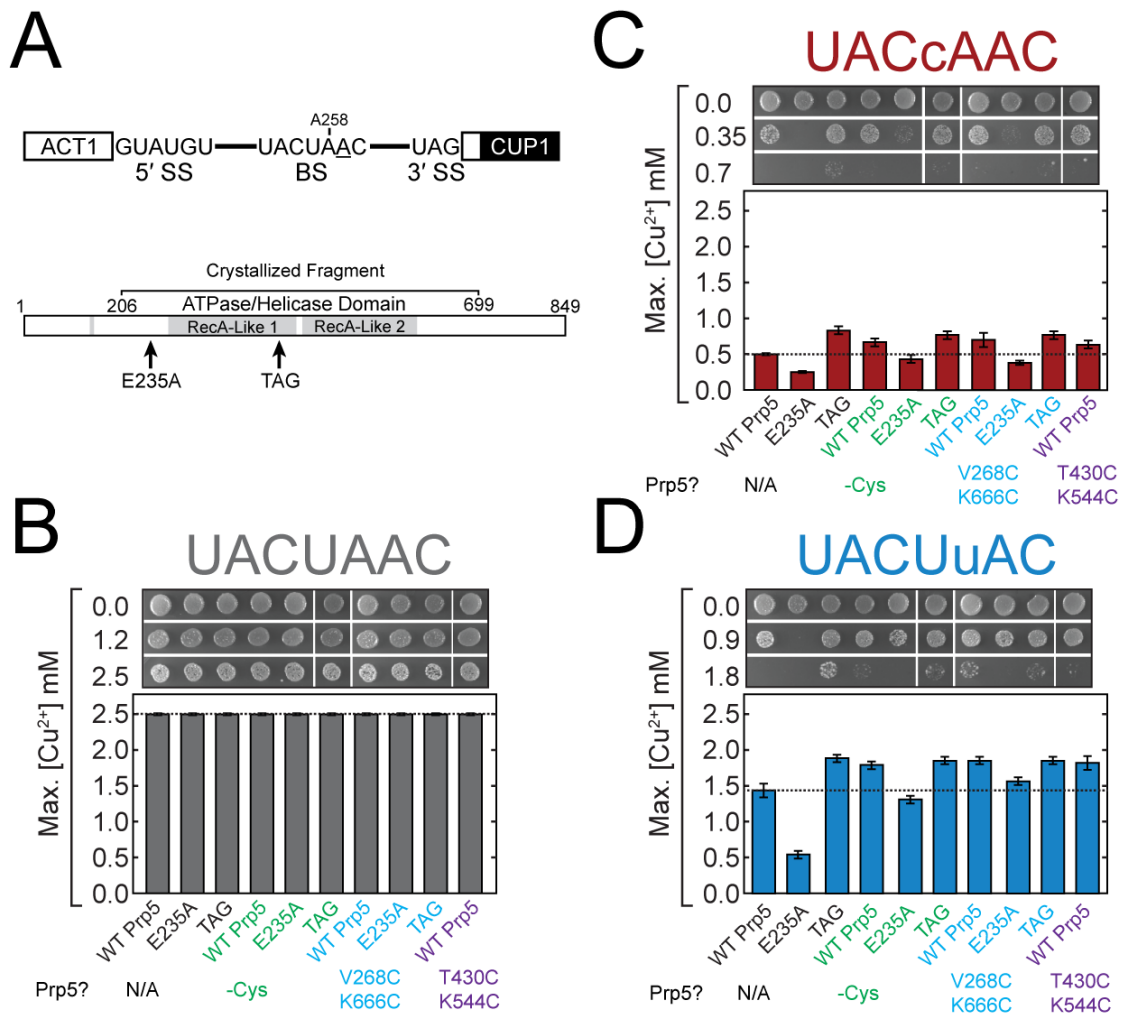 A
ACT1 GUAUGU UACUAAC UAG CUP1
A258
5′ SS BS 3′ SS
Crystallized Fragment
1 206 ATPase/Helicase Domain 699 849
RecA-Like 1 RecA-Like 2
E235A TAG
B
UACUAAC
0.0
1.2
2.5
Max. [Cu2+] mM
2.5
2.0
1.5
1.0
0.5
0.0
WT Prp5 E235A TAG WT Prp5 E235A TAG WT Prp5 E235A TAG WT Prp5
Prp5? N/A -Cys V268C K666C T430C K544C
C
UACcAAC
0.0
0.35
0.7
Max. [Cu2+] mM
2.5
2.0
1.5
1.0
0.5
0.0
WT Prp5 E235A TAG WT Prp5 E235A TAG WT Prp5 E235A TAG WT Prp5
Prp5? N/A -Cys V268C K666C T430C K544C
D
UACUuAC
0.0
0.9
1.8
Max. [Cu2+] mM
2.5
2.0
1.5
1.0
0.5
0.0
WT Prp5 E235A TAG WT Prp5 E235A TAG WT Prp5 E235A TAG WT Prp5
Prp5? N/A -Cys V268C K666C T430C K544C